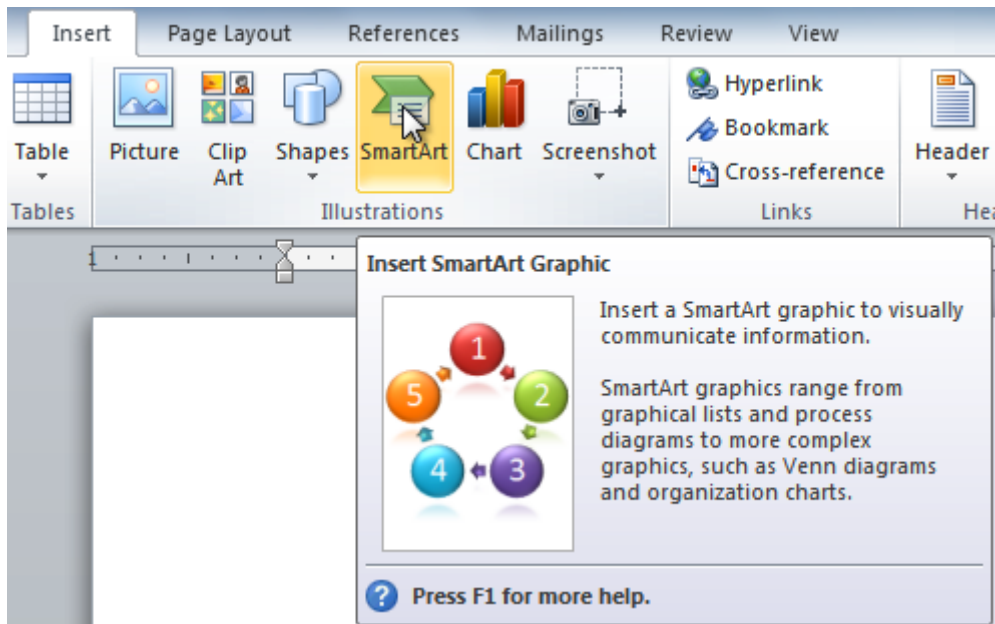 Insert Page Layout References Mailings Review View
Table
Picture
Clip
Art
Shapes
SmartArt
Chart
Screenshot
Hyperlink
Bookmark
Cross-reference
Header
Tables
Illustrations
Links
1
Insert SmartArt Graphic
1
2
3
4
5
Insert a SmartArt graphic to visually
communicate information.
SmartArt graphics range from
graphical lists and process
diagrams to more complex
graphics, such as Venn diagrams
and organization charts.
? Press F1 for more help.